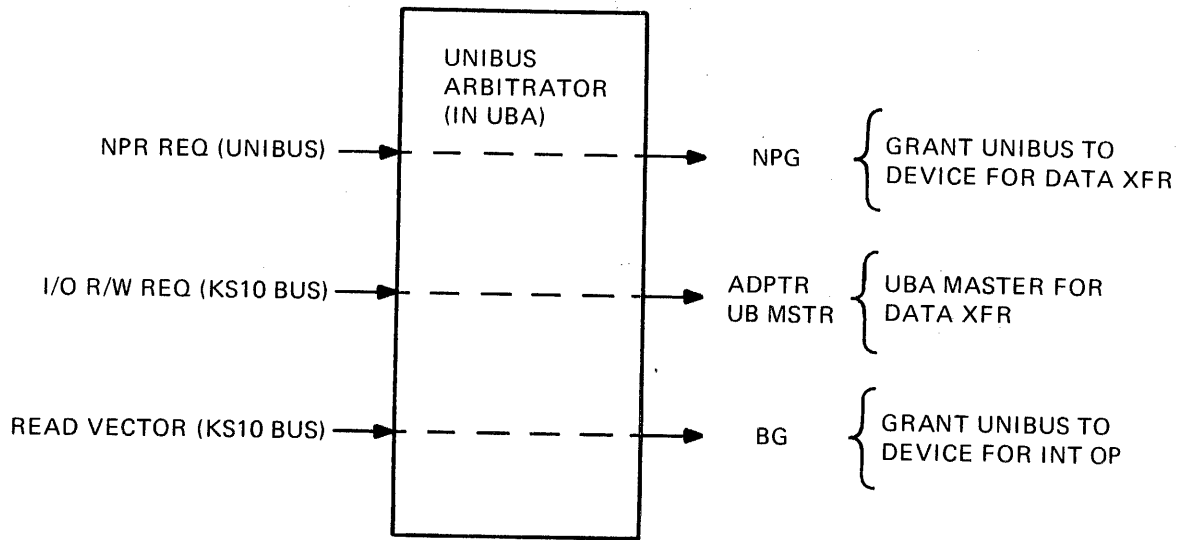 UNIBUS
ARBITRATOR
(IN UBA)
NPR REQ (UNIBUS)
NPG
GRANT UNIBUS TO
DEVICE FOR DATA XFR
I/O R/W REQ (KS10 BUS)
ADPTR
UB MSTR
UBA MASTER FOR
DATA XFR
READ VECTOR (KS10 BUS)
BG
GRANT UNIBUS TO
DEVICE FOR INT OP